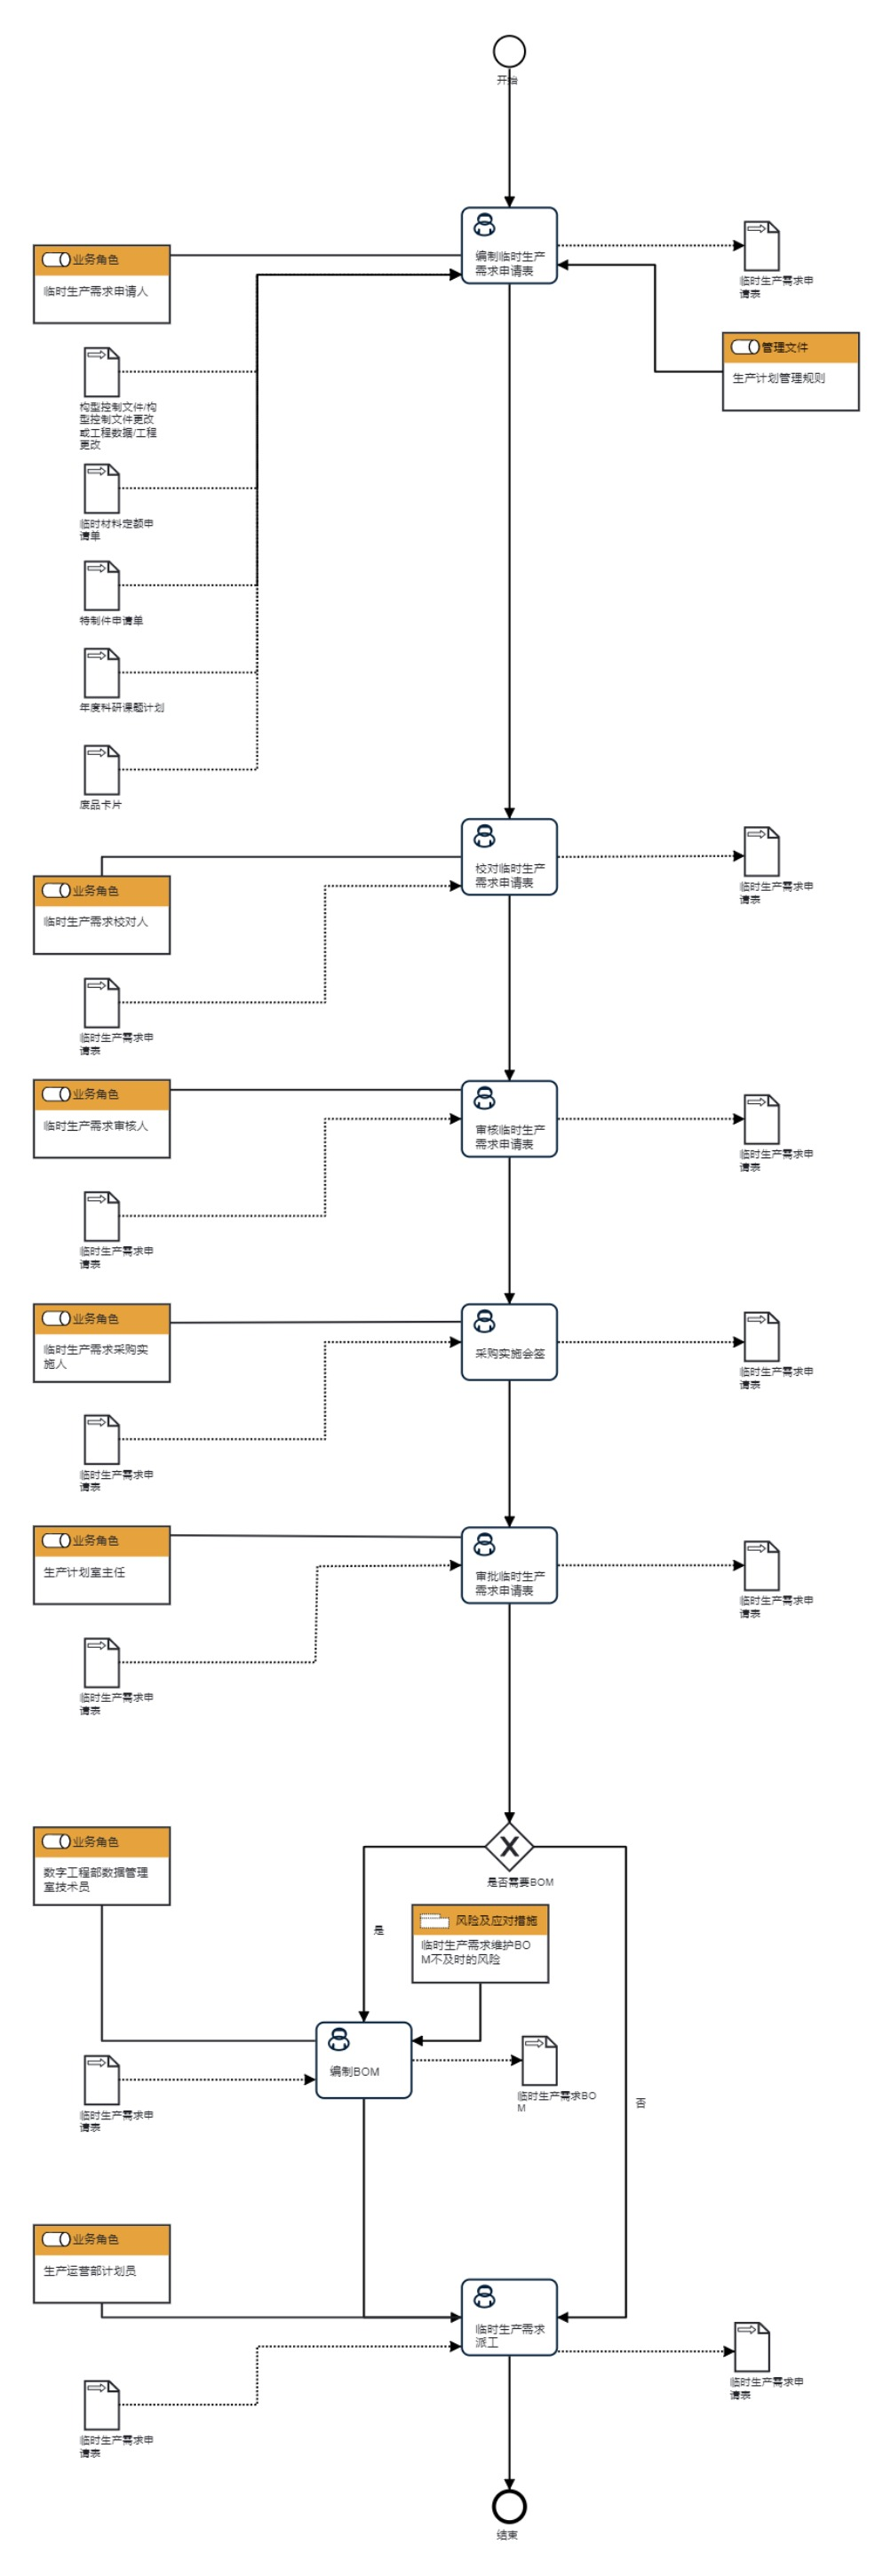 开始
编制临时生产
需求申请表
临时生产需求申
请表
业务角色
临时生产需求申请人
管理文件
生产计划管理规则
构型控制文件/构
型控制文件更改
或工程数据/工程
更改
临时材料定额申
请单
特制件申请单
年度科研课题计划
废品卡片
校对临时生产
需求申请表
临时生产需求申
请表
业务角色
临时生产需求校对人
临时生产需求申
请表
业务角色
临时生产需求审核人
审核临时生产
需求申请表
临时生产需求申
请表
临时生产需求申
请表
业务角色
临时生产需求采购实
施人
采购实施会签
临时生产需求申
请表
临时生产需求申
请表
业务角色
生产计划室主任
审批临时生产
需求申请表
临时生产需求申
请表
临时生产需求申
请表
业务角色
数字工程部数据管理
室技术员
是否需要BOM
是
风险及应对措施
临时生产需求维护BO
M不及时的风险
编制BOM
临时生产需求BO
M
否
临时生产需求申
请表
业务角色
生产运营部计划员
临时生产需求
派工
临时生产需求申
请表
临时生产需求申
请表
结束